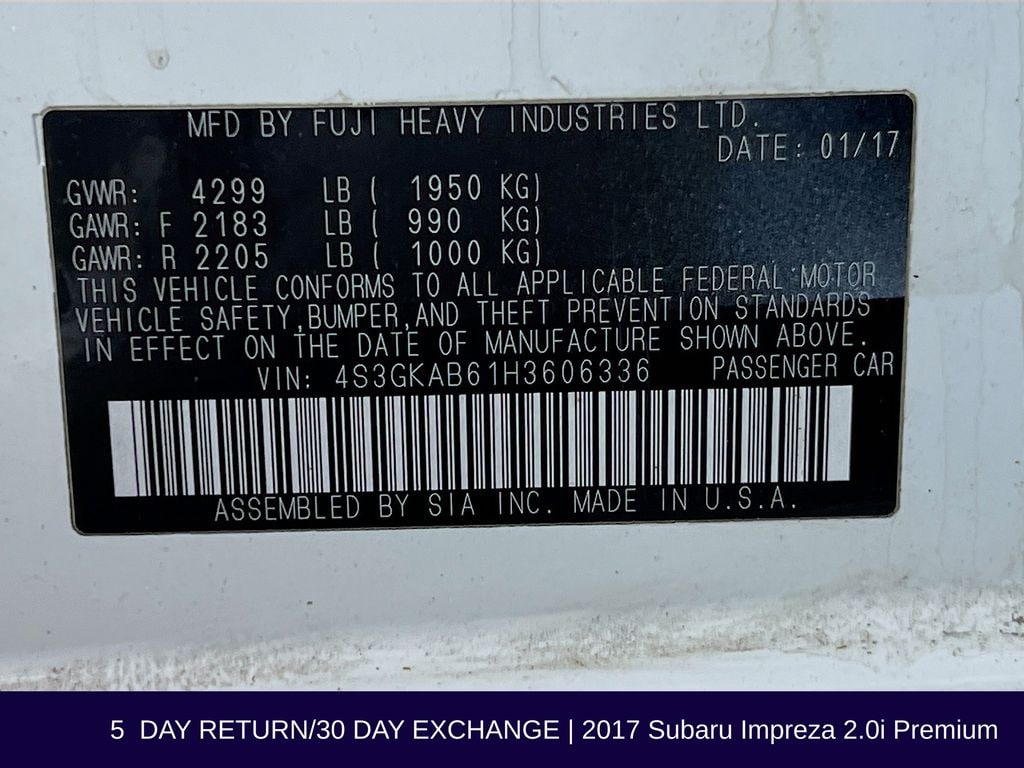 MFD BY FUJI HEAVY INDUSTRIES LTD.
DATE: 01/17
GVWR: 4299 LB ( 1950 KG)
GAWR: F 2183 LB ( 990 KG)
GAWR: R 2205 LB ( 1000 KG)
THIS VEHICLE CONFORMS TO ALL APPLICABLE FEDERAL MOTOR
VEHICLE SAFETY,BUMPER,AND THEFT PREVENTION STANDARDS
IN EFFECT ON THE DATE OF MANUFACTURE SHOWN ABOVE.
VIN: 4S3GKAB61H3606336 PASSENGER CAR
ASSEMBLED BY SIA INC. MADE IN U.S.A.
5 DAY RETURN/30 DAY EXCHANGE | 2017 Subaru Impreza 2.0i Premium